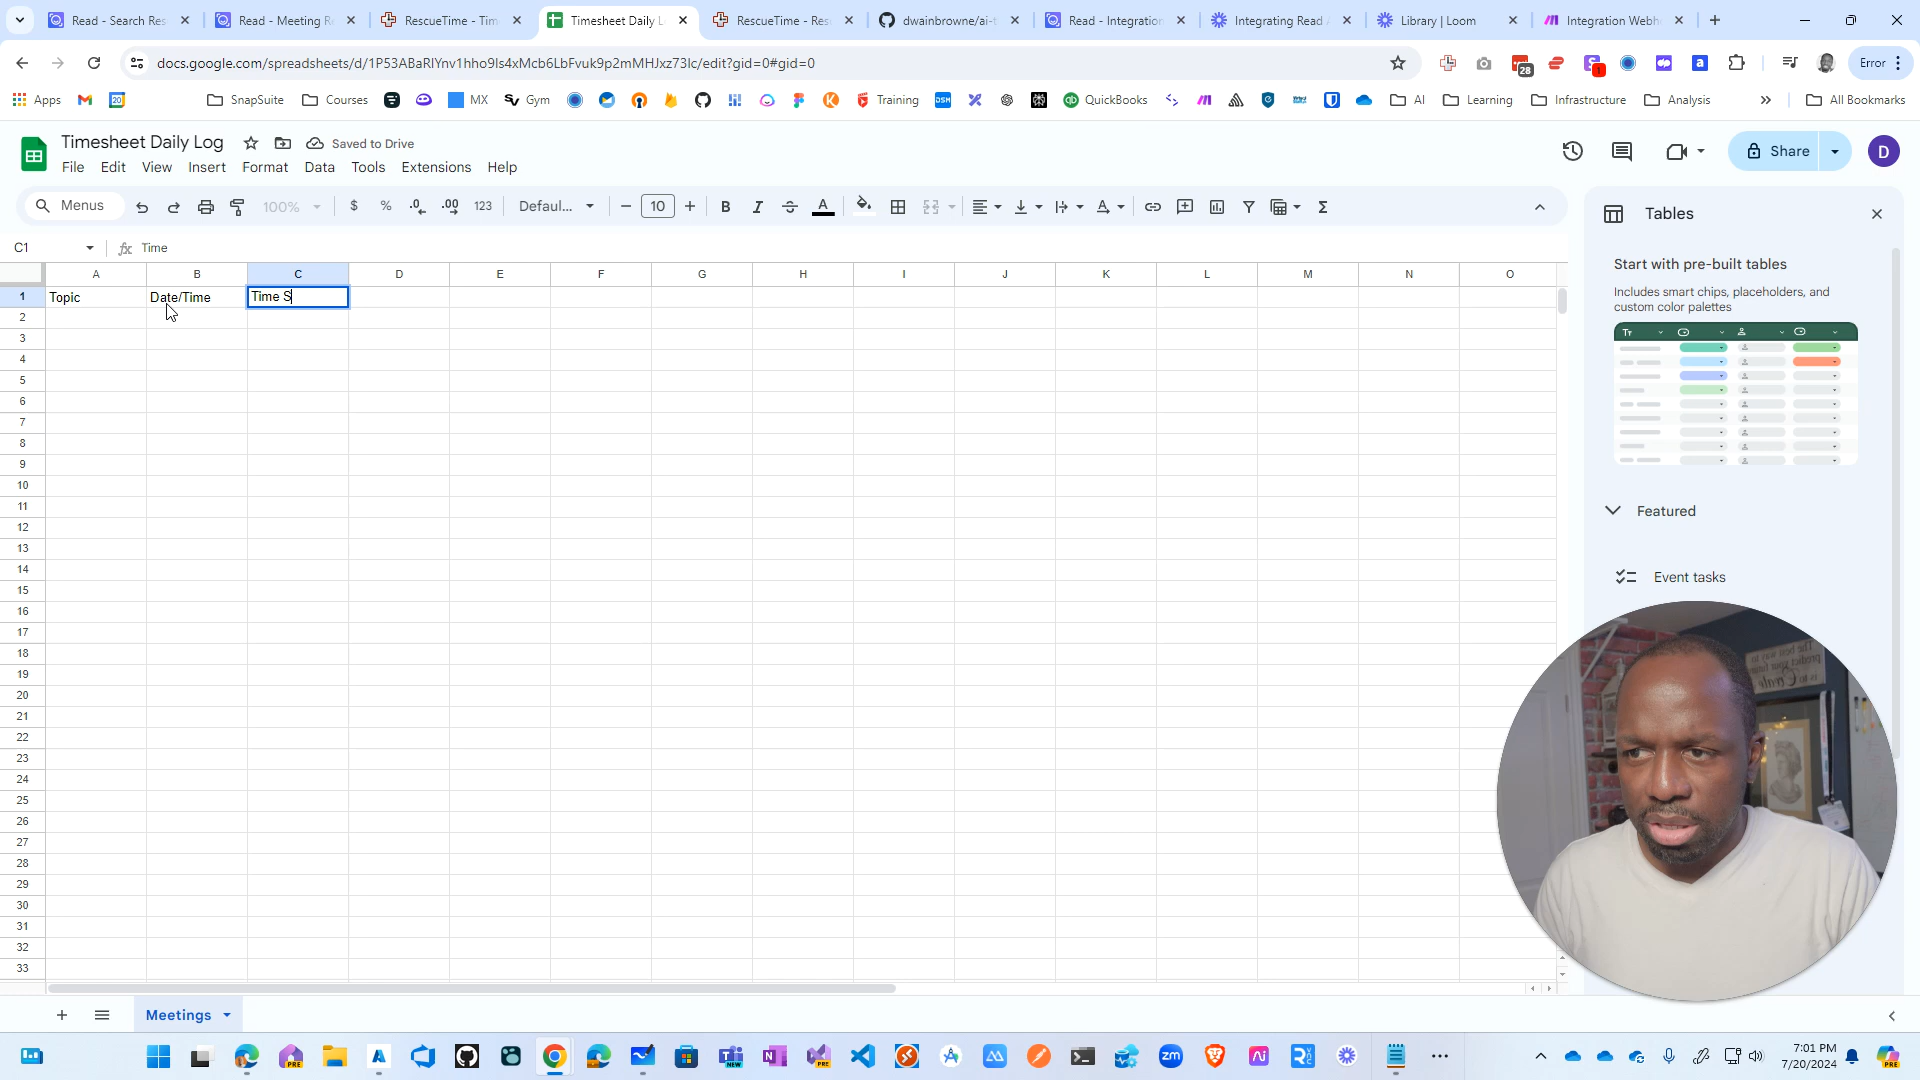 Read - Search Res
Read - Meeting R
RescueTime - Tim
Timesheet Daily L
RescueTime - Res
dwainbrowne/ai-t
Read - Integration
Integrating Read
Library | Loom
Integration Webh
docs.google.com/spreadsheets/d/1P53ABaRlYnv1hho9ls4xMcb6LbFvuk9p2mMHJxz73lc/edit?gid=0#gid=0
28
1
Error
Apps
SnapSuite
Courses
MX
Gym
Training
QuickBooks
AI
Learning
Infrastructure
Analysis
All Bookmarks
Timesheet Daily Log
Saved to Drive
File Edit View Insert Format Data Tools Extensions Help
Share
D
Menus
100%
$ % .0 .00 123
Defaul...
10
B I A
Tables
C1
Time
A B C D E F G H I J K L M N O
1 Topic Date/Time Time S
2
3
4
5
6
7
8
9
10
11
12
13
14
15
16
17
18
19
20
21
22
23
24
25
26
27
28
29
30
31
32
33
Start with pre-built tables
Includes smart chips, placeholders, and
custom color palettes
Featured
Event tasks
Meetings
7:01 PM
7/20/2024